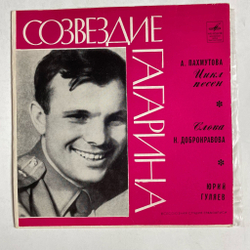 СОЗВЕЗДИЕ
ГАГАРИНА
А. ПАХМУТОВА
Цикл
песен
Слова
Н. ДОБРОНРАВОВА
ЮРИЙ
ГУЛЯЕВ